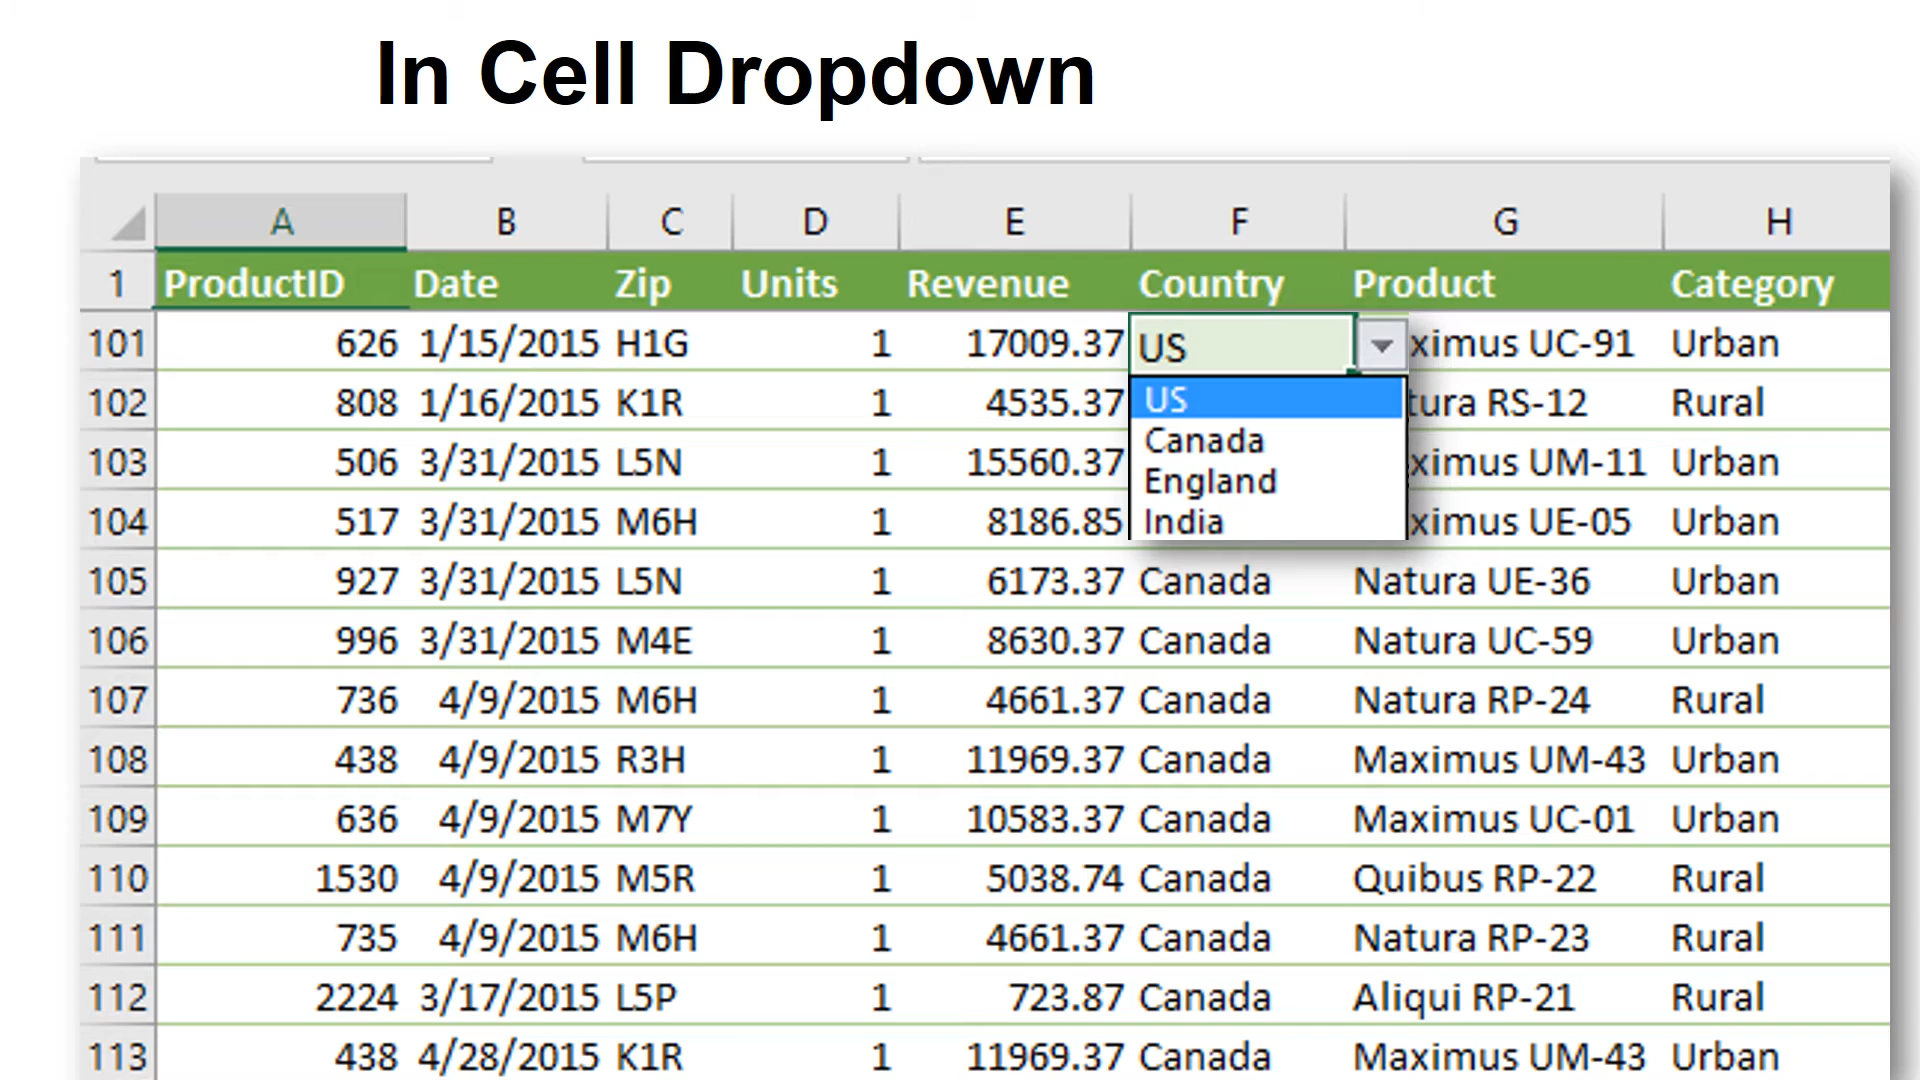 In Cell Dropdown
A B C D E F G H
1 ProductID Date Zip Units Revenue Country Product Category
101 626 1/15/2015 H1G 1 17009.37 US ximus UC-91 Urban
102 808 1/16/2015 K1R 1 4535.37 US tura RS-12 Rural
Canada
103 506 3/31/2015 L5N 1 15560.37 England ximus UM-11 Urban
104 517 3/31/2015 M6H 1 8186.85 India ximus UE-05 Urban
105 927 3/31/2015 L5N 1 6173.37 Canada Natura UE-36 Urban
106 996 3/31/2015 M4E 1 8630.37 Canada Natura UC-59 Urban
107 736 4/9/2015 M6H 1 4661.37 Canada Natura RP-24 Rural
108 438 4/9/2015 R3H 1 11969.37 Canada Maximus UM-43 Urban
109 636 4/9/2015 M7Y 1 10583.37 Canada Maximus UC-01 Urban
110 1530 4/9/2015 M5R 1 5038.74 Canada Quibus RP-22 Rural
111 735 4/9/2015 M6H 1 4661.37 Canada Natura RP-23 Rural
112 2224 3/17/2015 L5P 1 723.87 Canada Aliqui RP-21 Rural
113 438 4/28/2015 K1R 1 11969.37 Canada Maximus UM-43 Urban